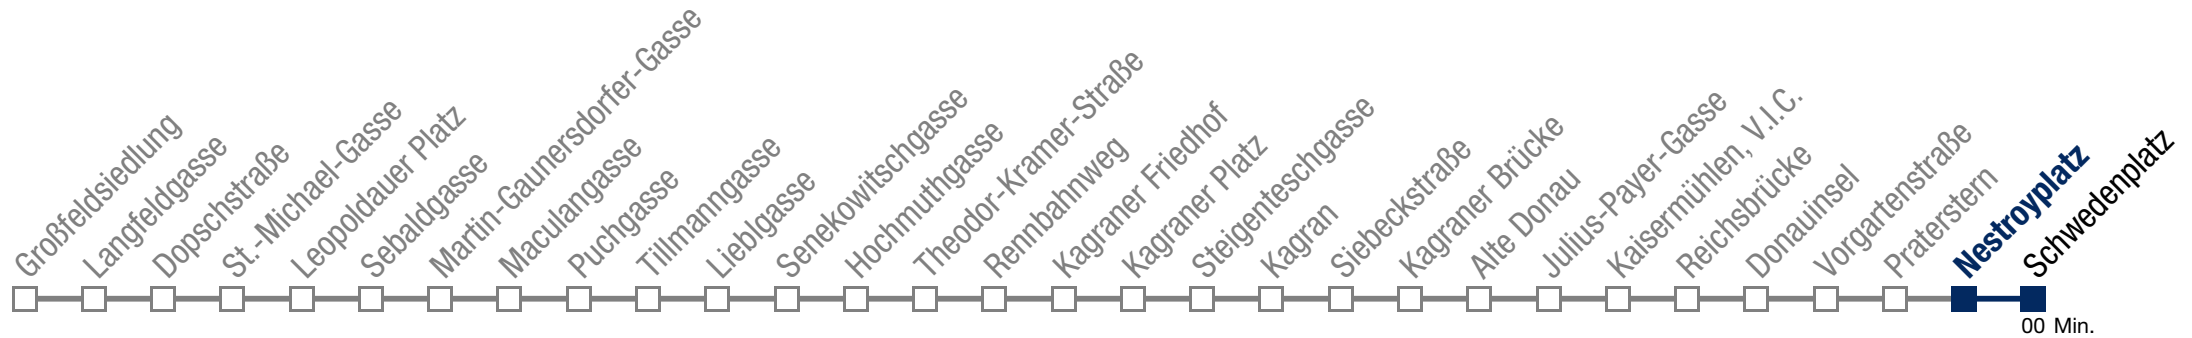 Großfeldsiedlung
Langfeldgasse
Dopschstraße
St.-Michael-Gasse
Leopoldauer Platz
Sebaldgasse
Martin-Gaunersdorfer-Gasse
Maculangasse
Puchgasse
Tillmanngasse
Lieblgasse
Senekowitschgasse
Hochmuthgasse
Theodor-Kramer-Straße
Rennbahnweg
Kagraner Friedhof
Kagraner Platz
Steigenteschgasse
Kagran
Siebeckstraße
Kagraner Brücke
Alte Donau
Julius-Payer-Gasse
Kaisermühlen, V.I.C.
Reichsbrücke
Donauinsel
Vorgartenstraße
Praterstern
Nestroyplatz
Schwedenplatz
00 Min.